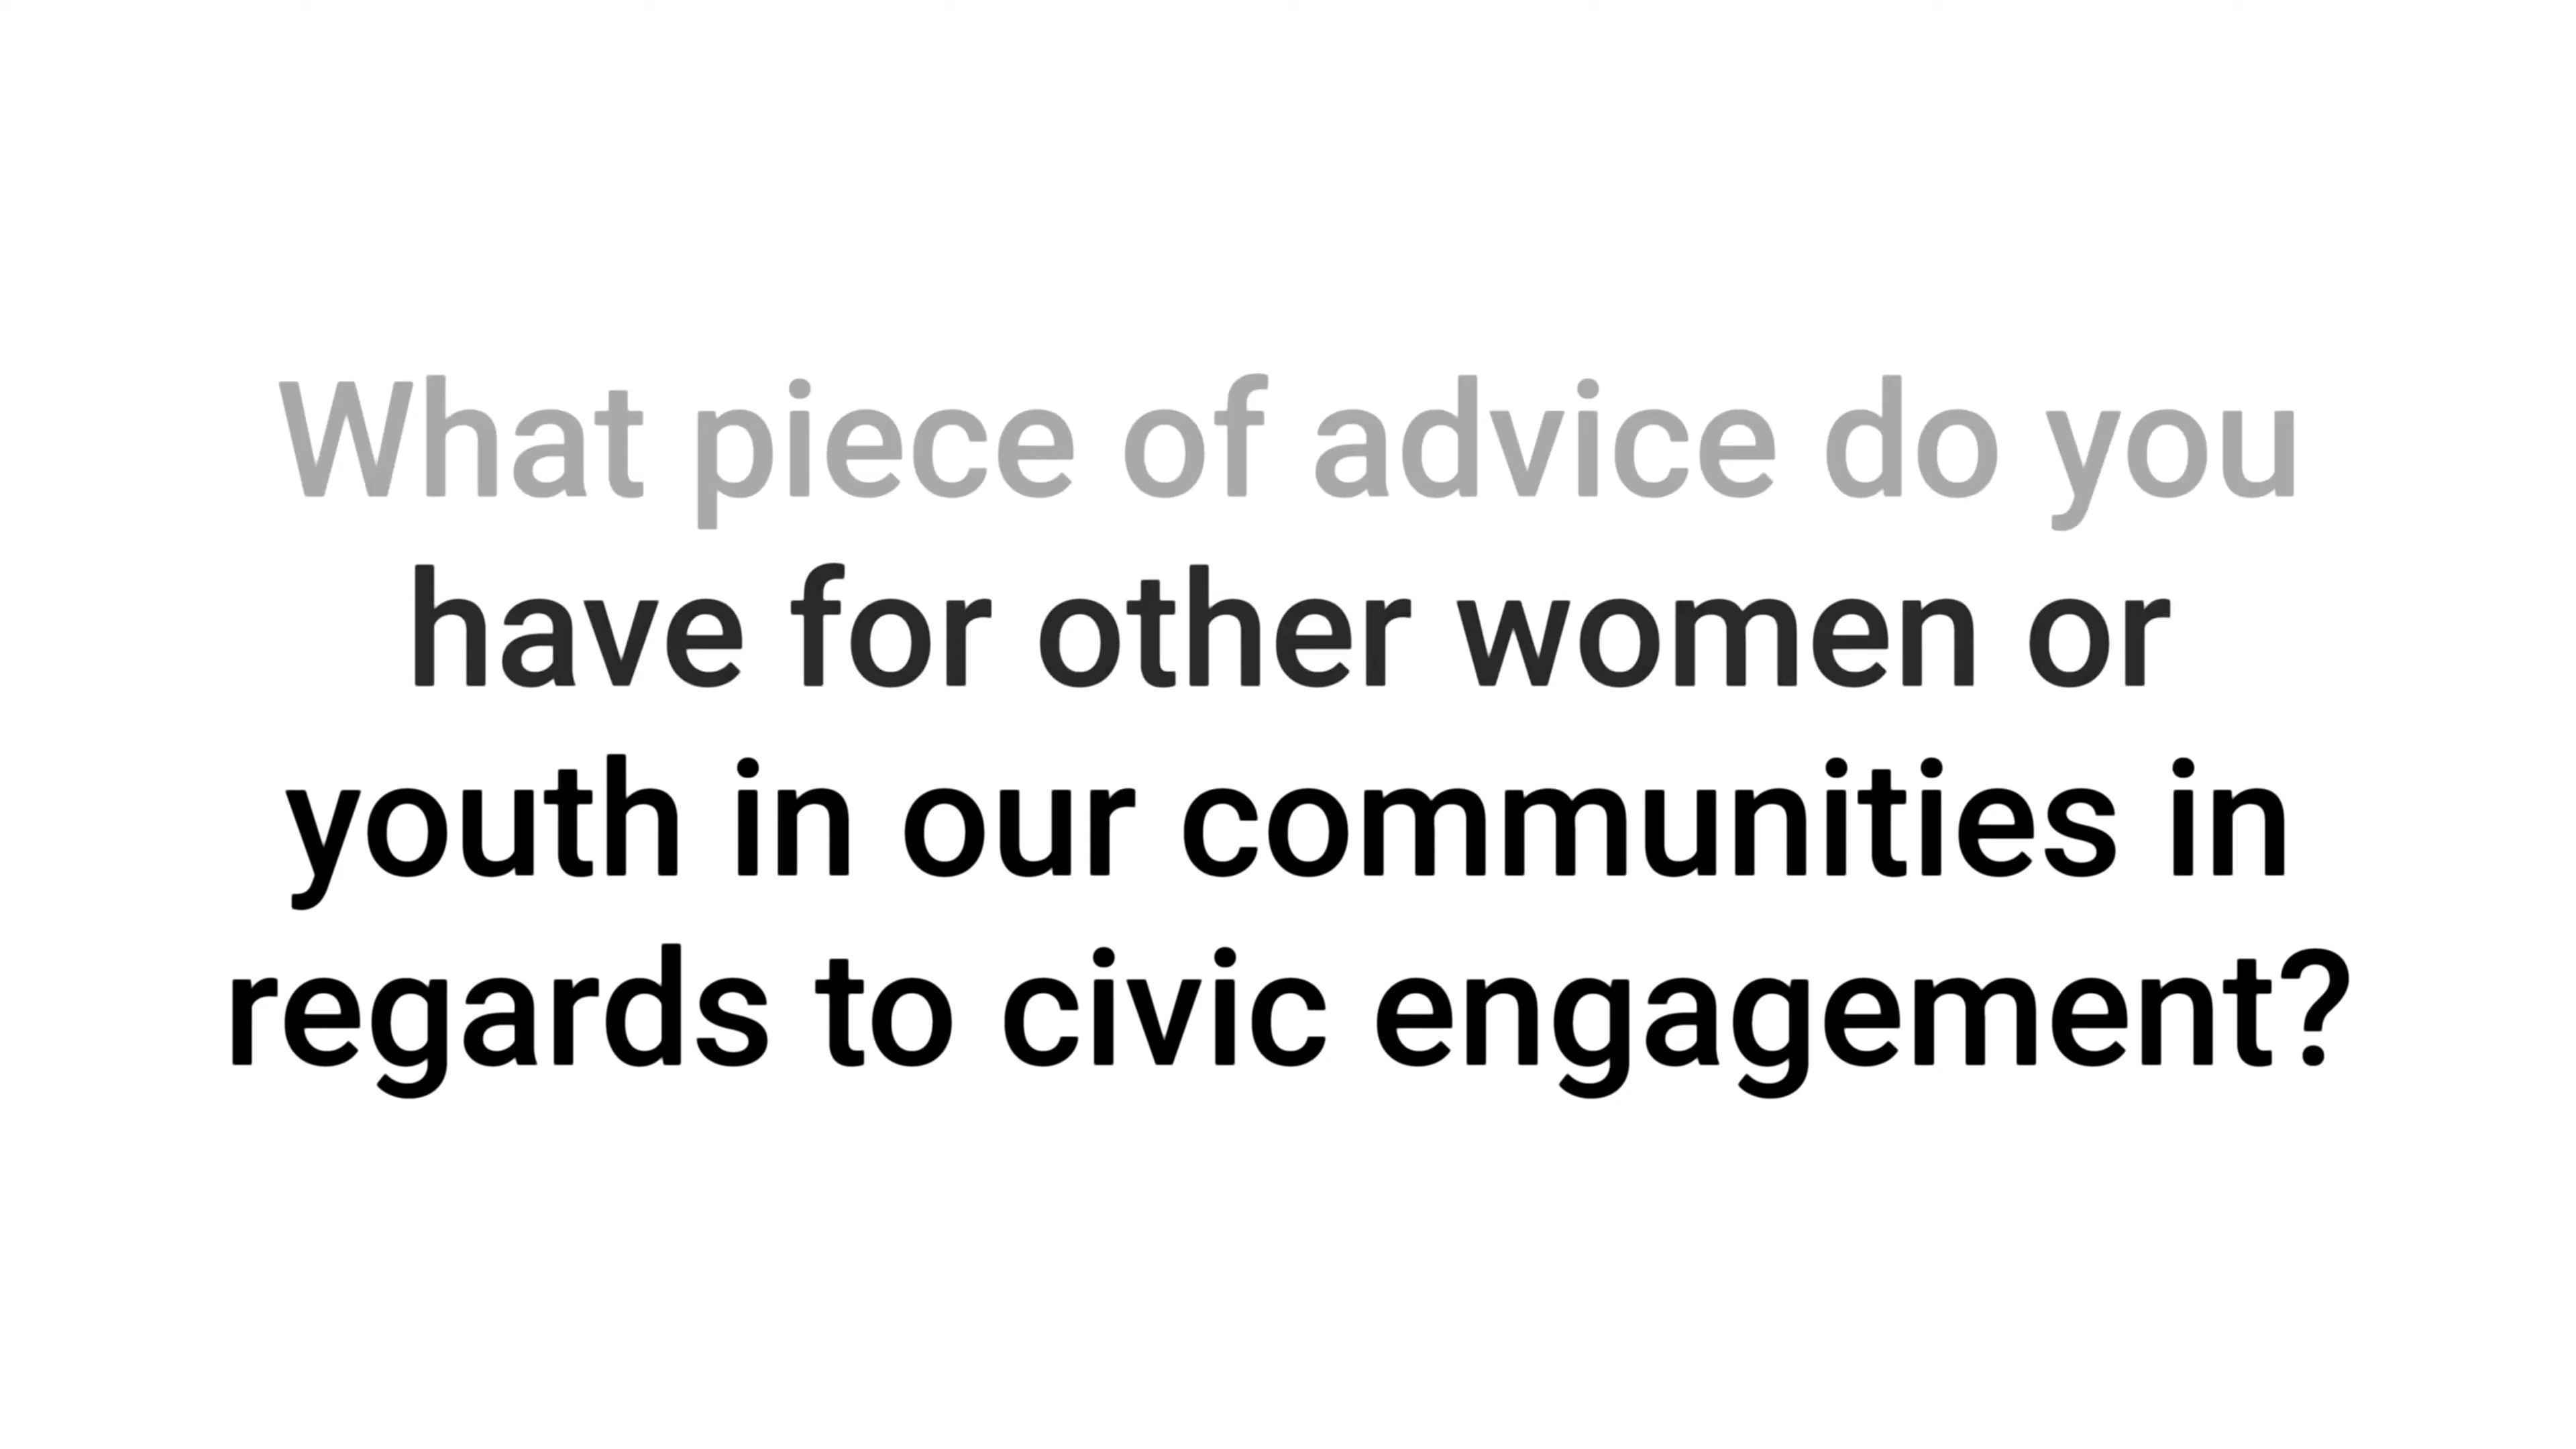 What piece of advice do you
have for other women or
youth in our communities in
regards to civic engagement?